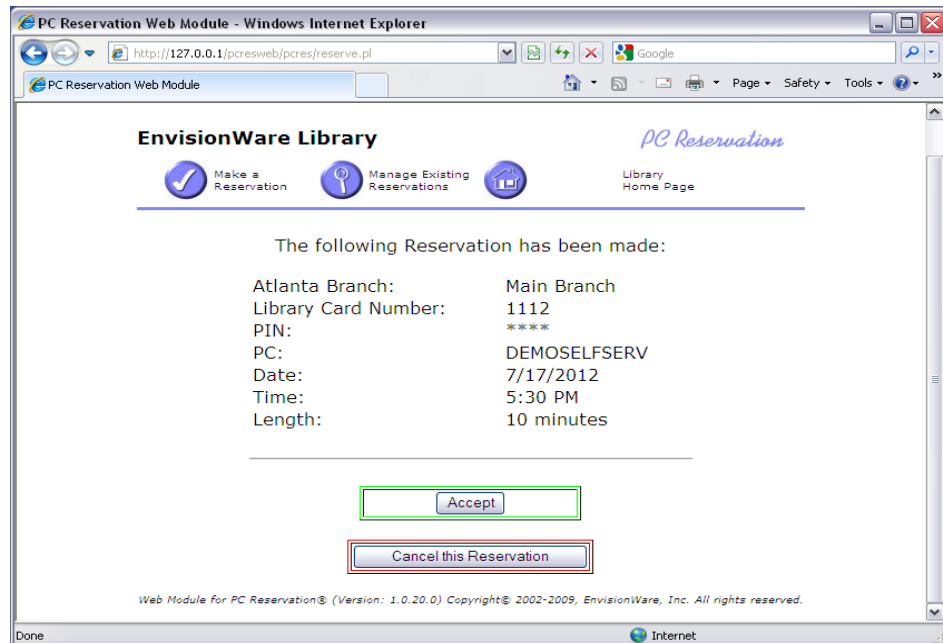 PC Reservation Web Module - Windows Internet Explorer
http://127.0.0.1/pcresweb/pcres/reserve.pl Google
PC Reservation Web Module Page Safety Tools
EnvisionWare Library PC Reservation
Make a Reservation
Manage Existing Reservations
Library Home Page
The following Reservation has been made:
Atlanta Branch: Main Branch
Library Card Number: 1112
PIN: ****
PC: DEMOSELFSERV
Date: 7/17/2012
Time: 5:30 PM
Length: 10 minutes
Accept
Cancel this Reservation
Web Module for PC Reservation® (Version: 1.0.20.0) Copyright© 2002-2009, EnvisionWare, Inc. All rights reserved.
Done Internet